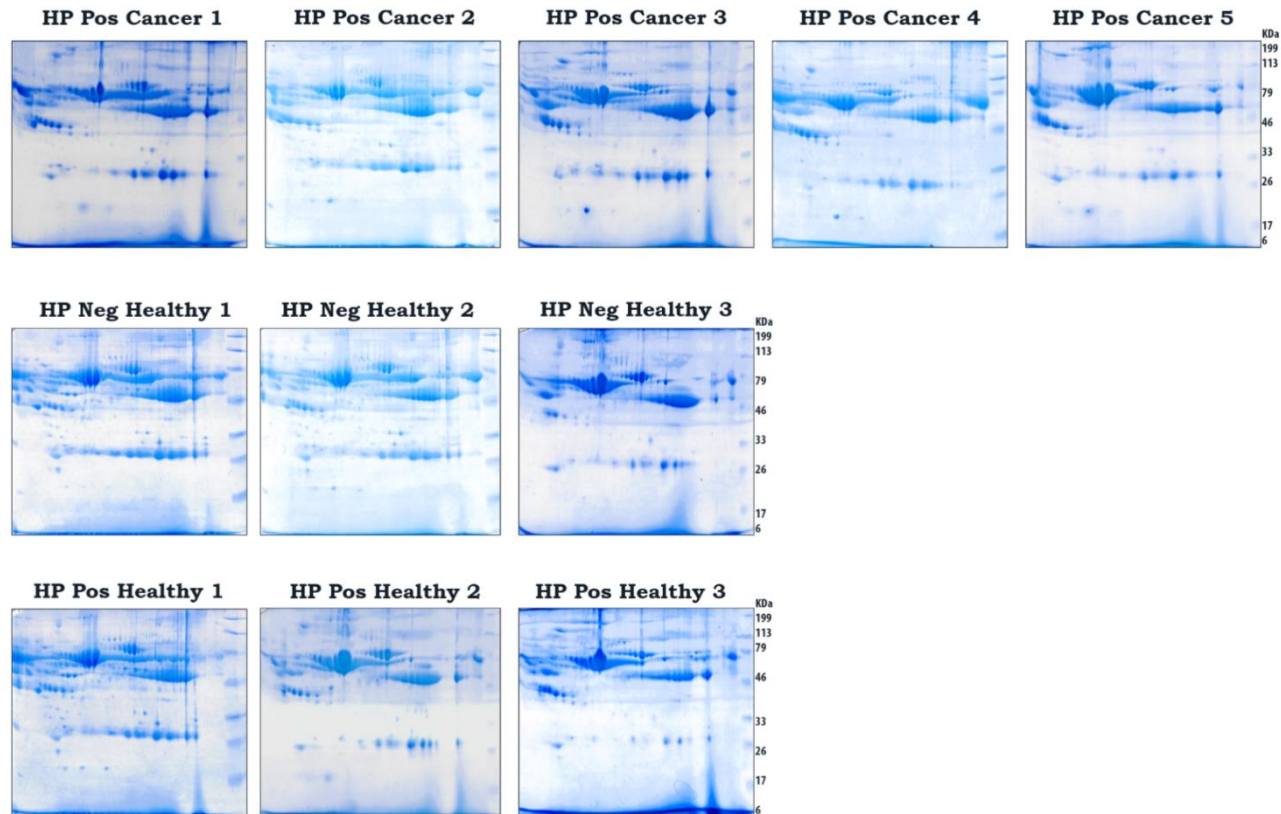 HP Pos Cancer 1
HP Pos Cancer 2
HP Pos Cancer 3
HP Pos Cancer 4
HP Pos Cancer 5
KDa
199
113
79
46
33
26
17
6
HP Neg Healthy 1
HP Neg Healthy 2
HP Neg Healthy 3
KDa
199
113
79
46
33
26
17
6
HP Pos Healthy 1
HP Pos Healthy 2
HP Pos Healthy 3
KDa
199
113
79
46
33
26
17
6